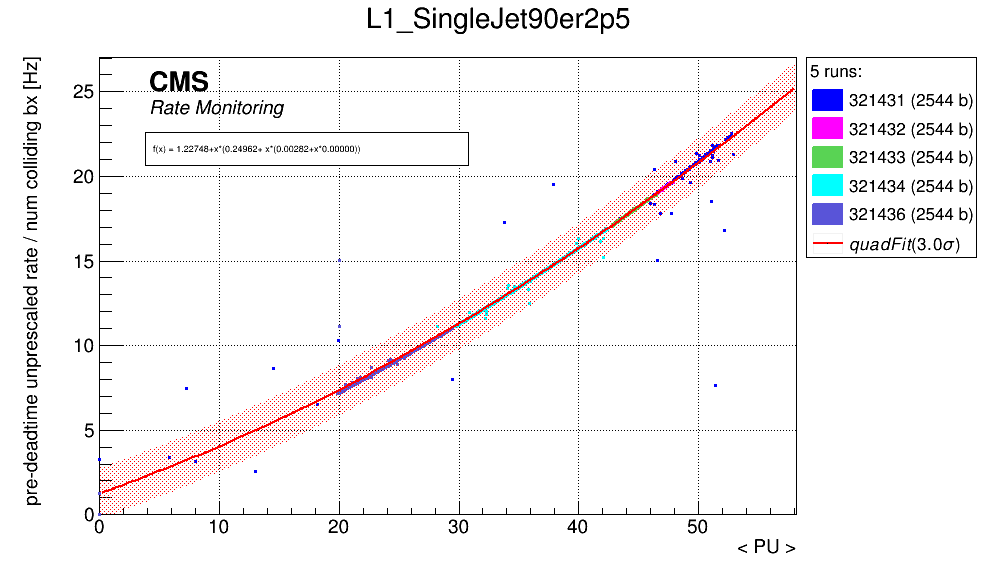 L1_SingleJet90er2p5
pre-deadtime unprescaled rate / num colliding bx [Hz]
CMS
Rate Monitoring
f(x) = 1.22748+x*(0.24962+ x*(0.00282+x*0.00000))
25
20
15
10
5
0
0 10 20 30 40 50
< PU >
5 runs:
321431 (2544 b)
321432 (2544 b)
321433 (2544 b)
321434 (2544 b)
321436 (2544 b)
quadFit(3.0σ)